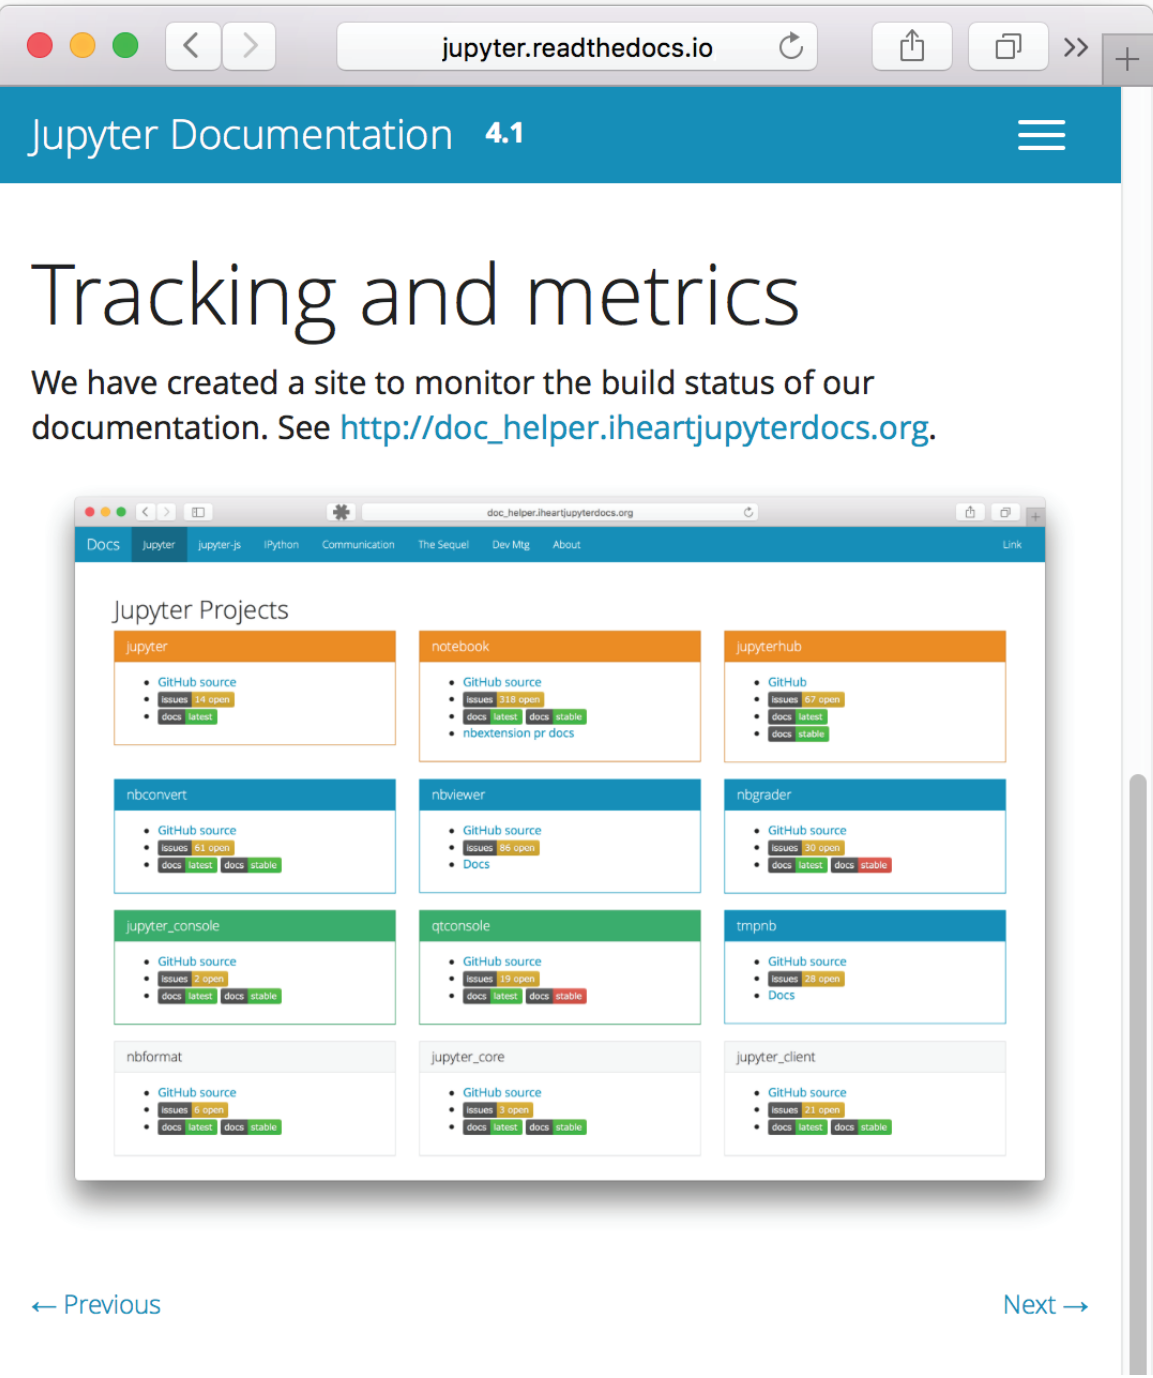 jupyter.readthedocs.io
Jupyter Documentation 4.1
Tracking and metrics
We have created a site to monitor the build status of our
documentation. See http://doc_helper.iheartjupyterdocs.org.
doc_helper.iheartjupyterdocs.org
Docs Jupyter jupyter-js IPython Communication The Sequel Dev Mtg About Link
Jupyter Projects
jupyter
GitHub source
issues 14 open
docs latest
notebook
GitHub source
issues 318 open
docs latest docs stable
nbextension pr docs
jupyterhub
GitHub
issues 67 open
docs latest
docs stable
nbconvert
GitHub source
issues 61 open
docs latest docs stable
nbviewer
GitHub source
issues 86 open
Docs
nbgrader
GitHub source
issues 30 open
docs latest docs stable
jupyter_console
GitHub source
issues 2 open
docs latest docs stable
qtconsole
GitHub source
issues 19 open
docs latest docs stable
tmpnb
GitHub source
issues 28 open
Docs
nbformat
GitHub source
issues 6 open
docs latest docs stable
jupyter_core
GitHub source
issues 3 open
docs latest docs stable
jupyter_client
GitHub source
issues 21 open
docs latest docs stable
← Previous
Next →